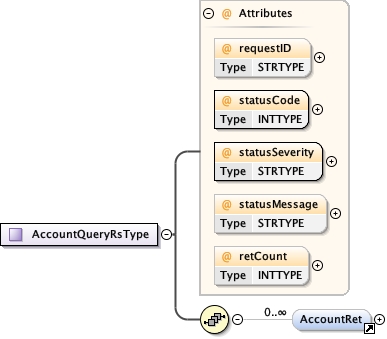 @ Attributes
@ requestID
Type STRTYPE
@ statusCode
Type INTTYPE
@ statusSeverity
Type STRTYPE
@ statusMessage
Type STRTYPE
AccountQueryRsType
@ retCount
Type INTTYPE
0..∞
AccountRet